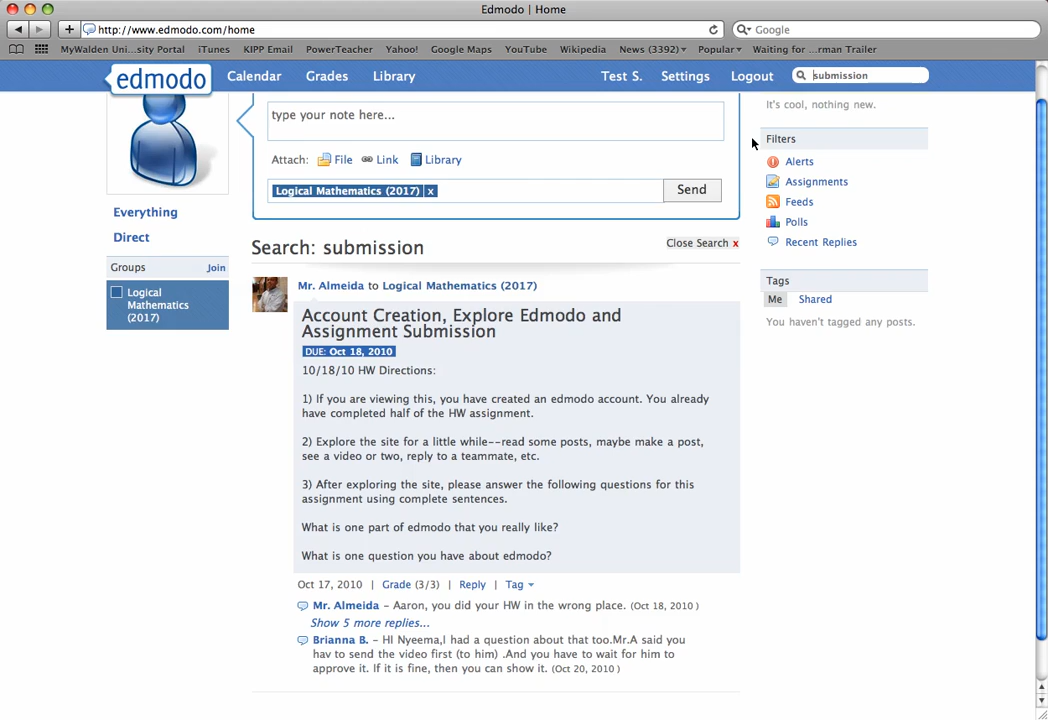 Edmodo | Home
http://www.edmodo.com/home
Google
MyWalden Uni...sity Portal iTunes KIPP Email PowerTeacher Yahoo! Google Maps YouTube Wikipedia News (3392) Popular Waiting for ...rman Trailer
edmodo Calendar Grades Library Test S. Settings Logout submission
It's cool, nothing new.
type your note here...
Filters
Attach: File Link Library
Alerts
Assignments
Logical Mathematics (2017) x Send
Feeds
Everything
Polls
Direct
Search: submission Close Search x
Recent Replies
Groups Join
Tags
Logical
Mathematics
(2017)
Mr. Almeida to Logical Mathematics (2017)
Me Shared
You haven't tagged any posts.
Account Creation, Explore Edmodo and
Assignment Submission
DUE: Oct 18, 2010
10/18/10 HW Directions:
1) If you are viewing this, you have created an edmodo account. You already
have completed half of the HW assignment.
2) Explore the site for a little while--read some posts, maybe make a post,
see a video or two, reply to a teammate, etc.
3) After exploring the site, please answer the following questions for this
assignment using complete sentences.
What is one part of edmodo that you really like?
What is one question you have about edmodo?
Oct 17, 2010 | Grade (3/3) | Reply | Tag
Mr. Almeida - Aaron, you did your HW in the wrong place. (Oct 18, 2010 )
Show 5 more replies...
Brianna B. - HI Nyeema,I had a question about that too.Mr.A said you
hav to send the video first (to him) .And you have to wait for him to
approve it. If it is fine, then you can show it. (Oct 20, 2010 )